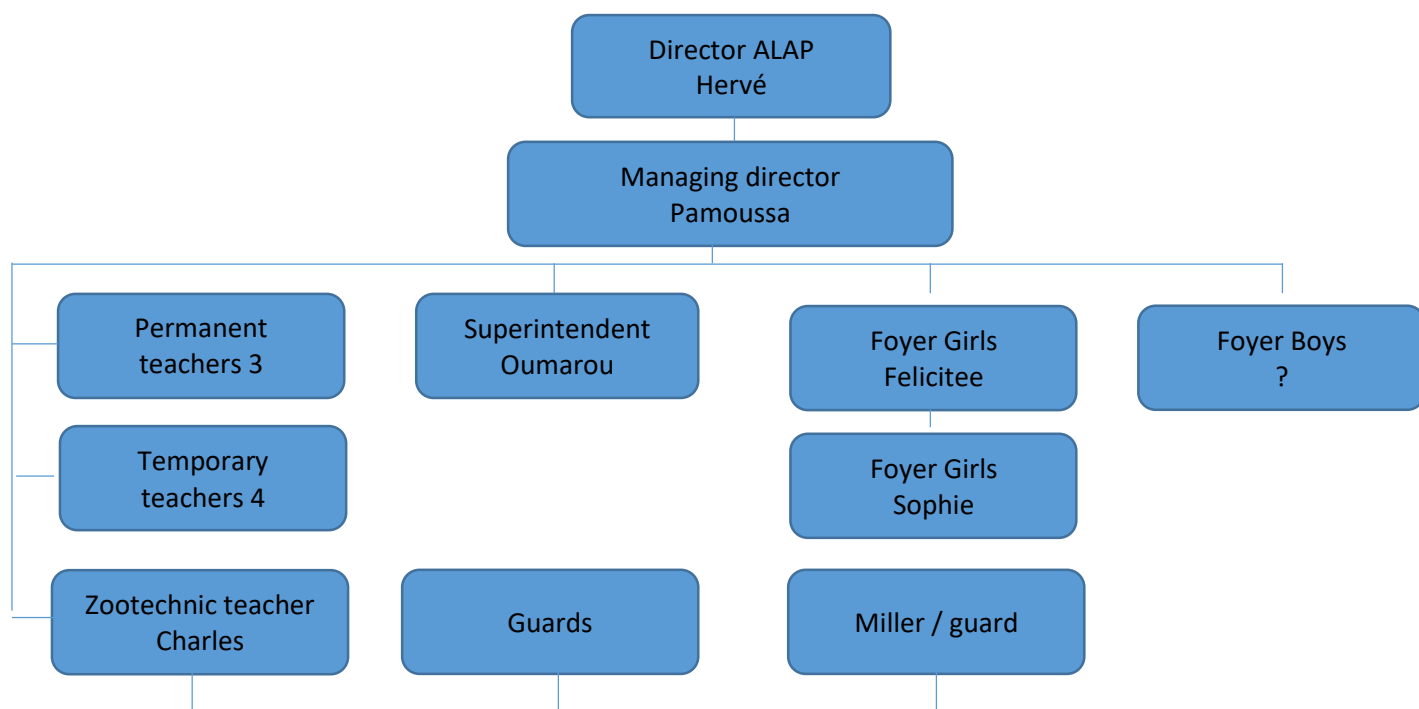 Director ALAP
Hervé
Managing director
Pamoussa
Permanent
teachers 3
Superintendent
Oumarou
Foyer Girls
Felicitee
Foyer Boys
?
Temporary
teachers 4
Foyer Girls
Sophie
Zootechnic teacher
Charles
Guards
Miller / guard